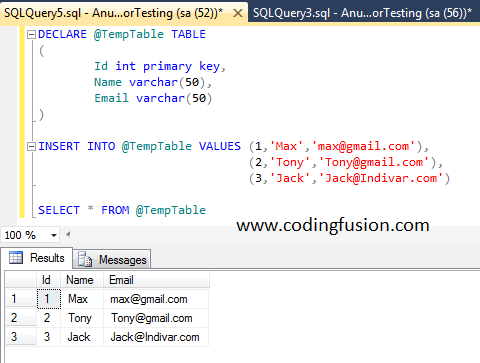 SQLQuery5.sql - Anu...orTesting (sa (52))* SQLQuery3.sql - Anu...orTesting (sa (56))*
DECLARE @TempTable TABLE
(
Id int primary key,
Name varchar(50),
Email varchar(50)
)
INSERT INTO @TempTable VALUES (1,'Max','max@gmail.com'),
(2,'Tony','Tony@gmail.com'),
(3,'Jack','Jack@Indivar.com')
SELECT * FROM @TempTable
www.codingfusion.com
100 %
Results Messages
Id Name Email
1 1 Max max@gmail.com
2 2 Tony Tony@gmail.com
3 3 Jack Jack@Indivar.com